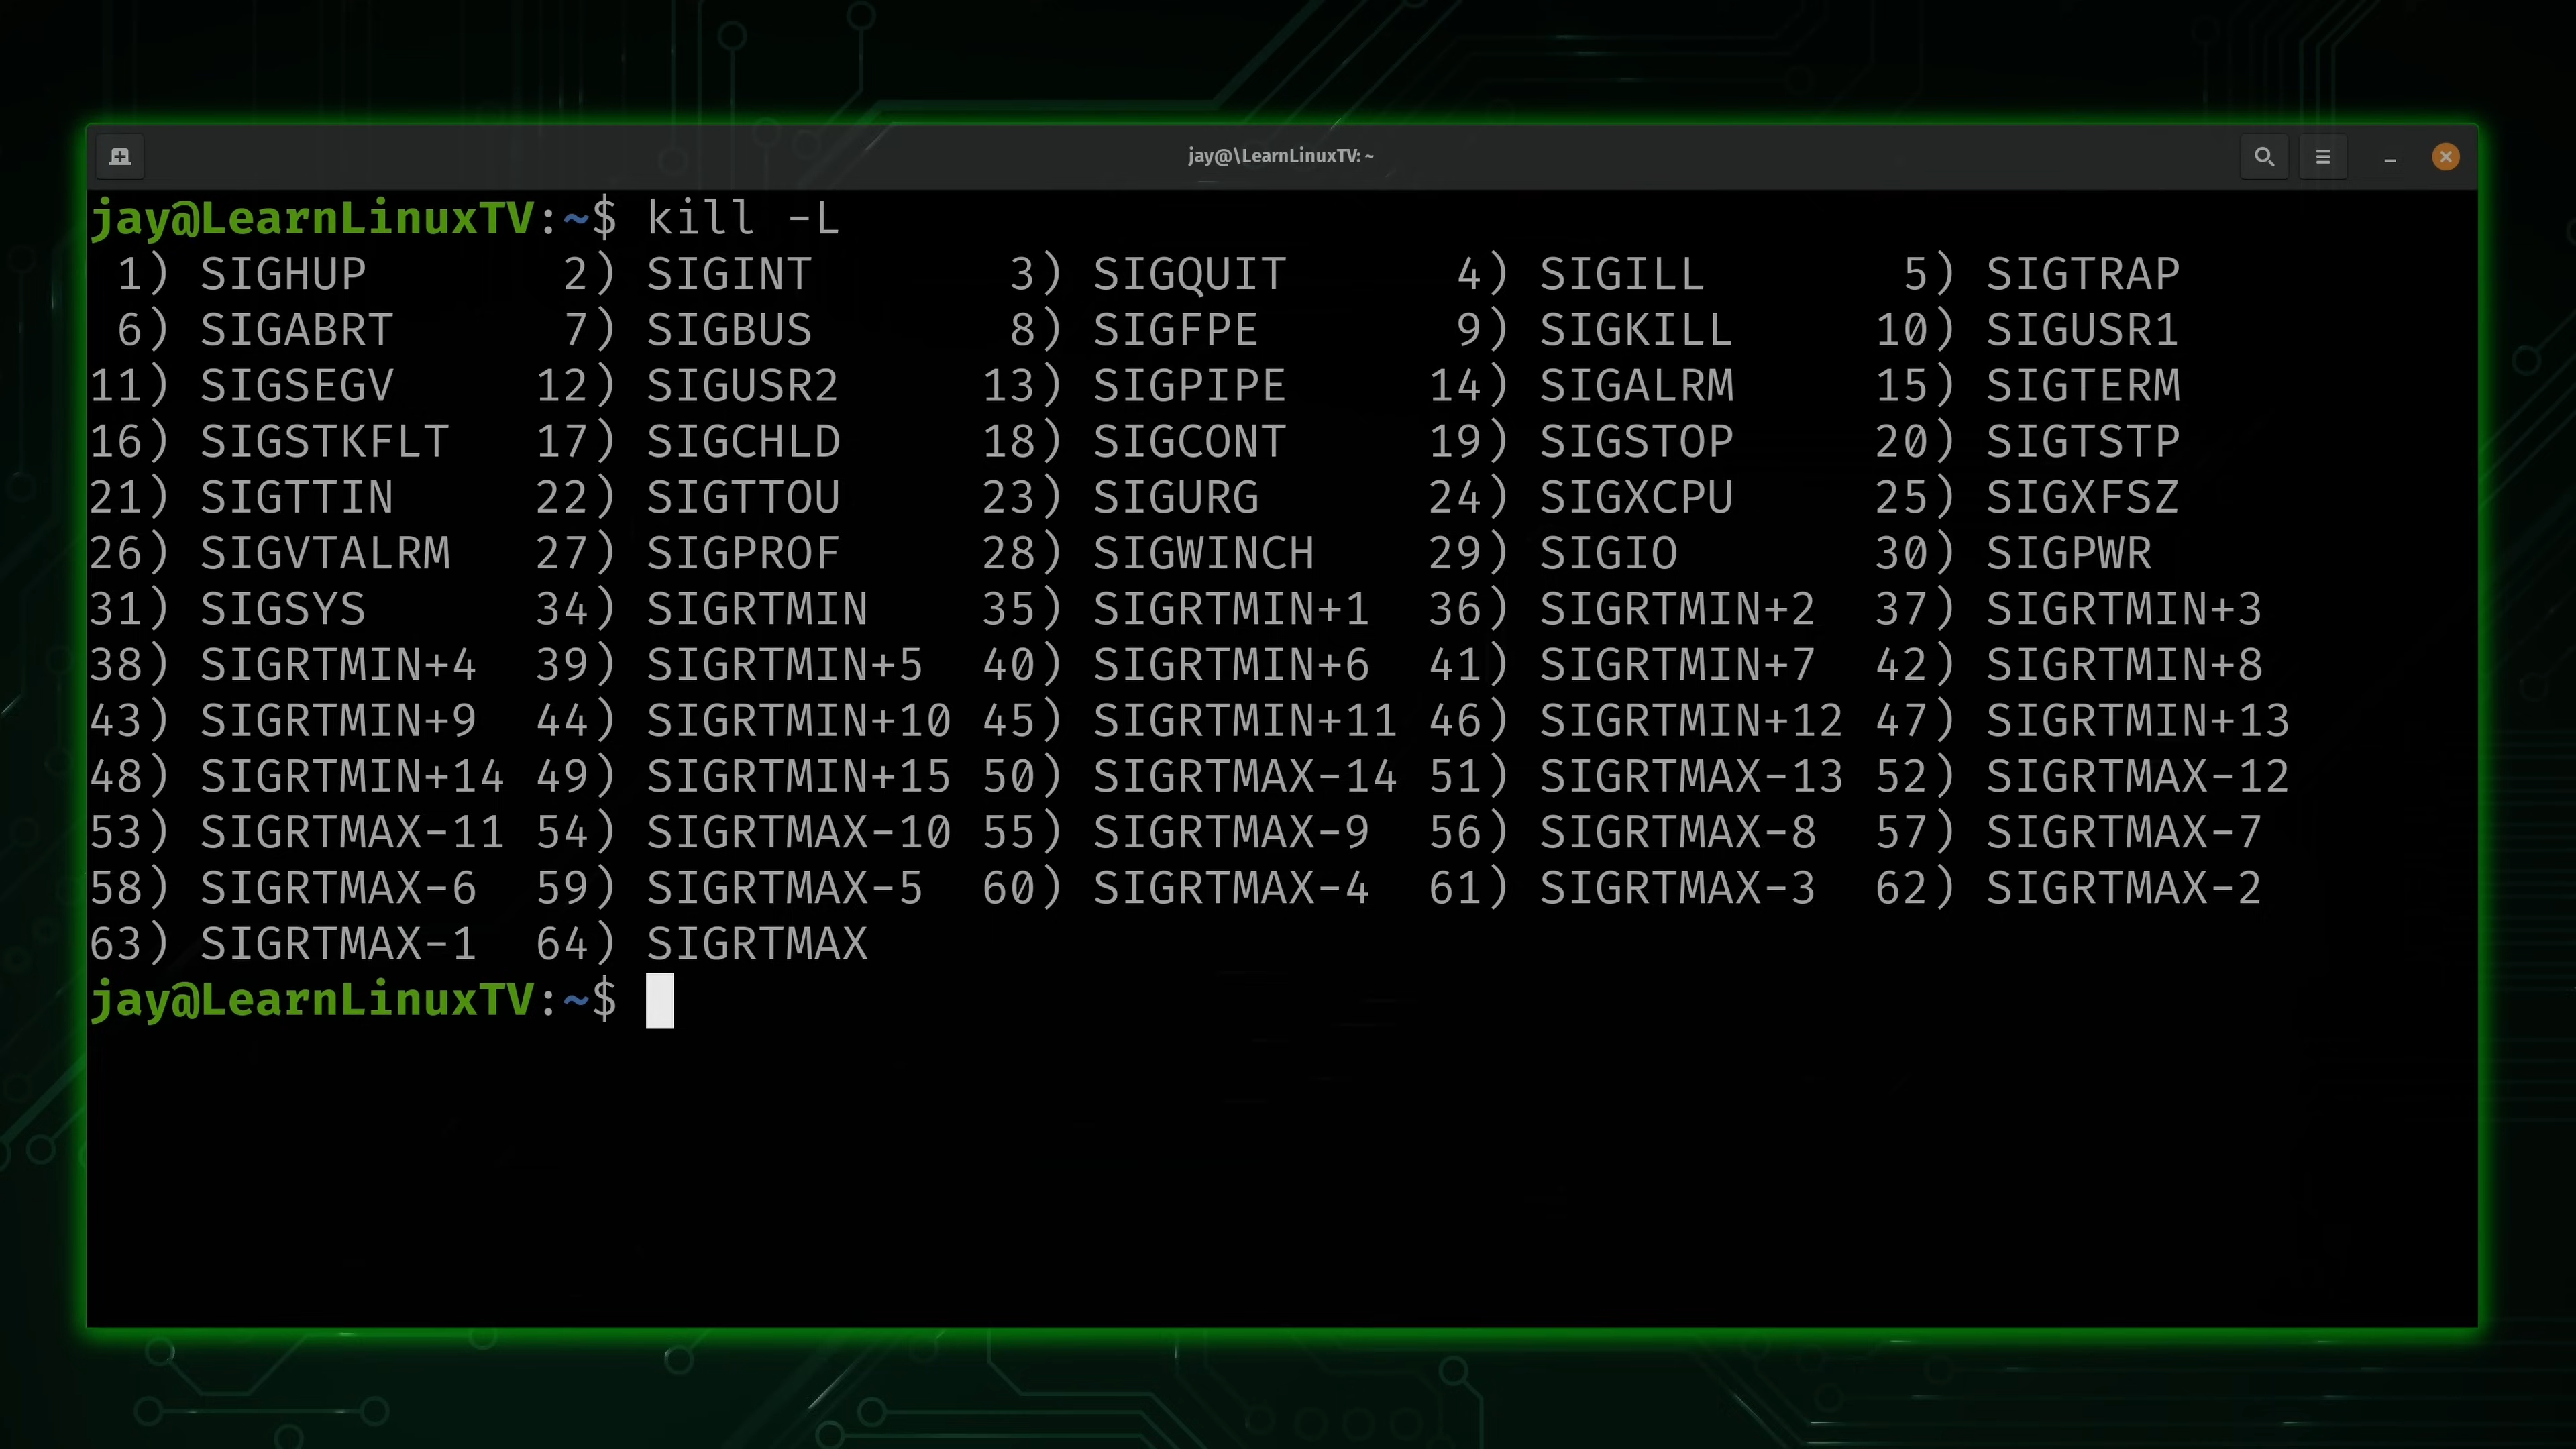 jay@\LearnLinuxTV: ~
jay@LearnLinuxTV:~$ kill -L
 1) SIGHUP       2) SIGINT       3) SIGQUIT      4) SIGILL       5) SIGTRAP
 6) SIGABRT      7) SIGBUS       8) SIGFPE       9) SIGKILL     10) SIGUSR1
11) SIGSEGV     12) SIGUSR2     13) SIGPIPE     14) SIGALRM     15) SIGTERM
16) SIGSTKFLT   17) SIGCHLD     18) SIGCONT     19) SIGSTOP     20) SIGTSTP
21) SIGTTIN     22) SIGTTOU     23) SIGURG      24) SIGXCPU     25) SIGXFSZ
26) SIGVTALRM   27) SIGPROF     28) SIGWINCH    29) SIGIO       30) SIGPWR
31) SIGSYS      34) SIGRTMIN    35) SIGRTMIN+1  36) SIGRTMIN+2  37) SIGRTMIN+3
38) SIGRTMIN+4  39) SIGRTMIN+5  40) SIGRTMIN+6  41) SIGRTMIN+7  42) SIGRTMIN+8
43) SIGRTMIN+9  44) SIGRTMIN+10 45) SIGRTMIN+11 46) SIGRTMIN+12 47) SIGRTMIN+13
48) SIGRTMIN+14 49) SIGRTMIN+15 50) SIGRTMAX-14 51) SIGRTMAX-13 52) SIGRTMAX-12
53) SIGRTMAX-11 54) SIGRTMAX-10 55) SIGRTMAX-9  56) SIGRTMAX-8  57) SIGRTMAX-7
58) SIGRTMAX-6  59) SIGRTMAX-5  60) SIGRTMAX-4  61) SIGRTMAX-3  62) SIGRTMAX-2
63) SIGRTMAX-1  64) SIGRTMAX
jay@LearnLinuxTV:~$